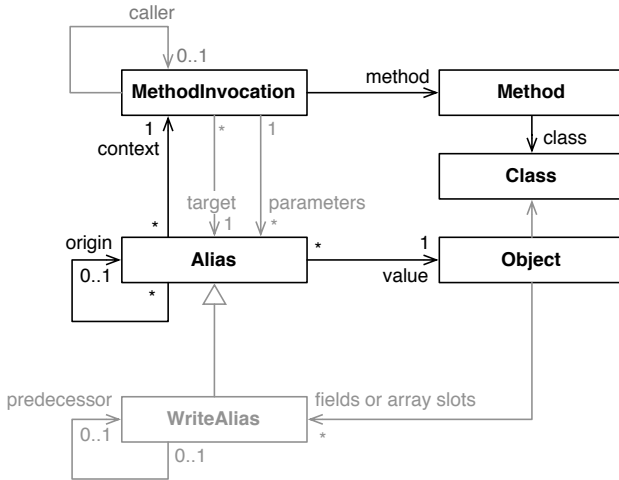 caller
0..1
MethodInvocation
method
Method
1
*
1
context
class
Class
target
parameters
*
1
*
origin
0..1
Alias
*
*
1
value
Object
predecessor
0..1
WriteAlias
fields or array slots
*
0..1